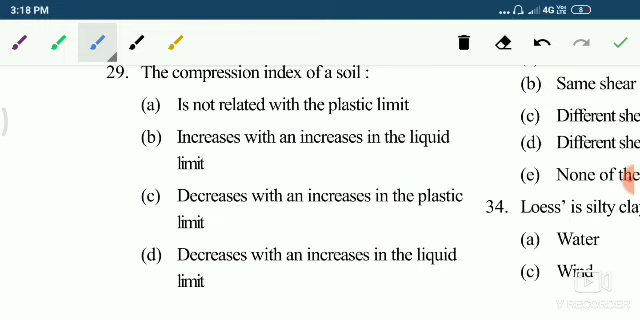 3:18 PM
4G VoLTE 8
29. The compression index of a soil :
(a) Is not related with the plastic limit
(b) Increases with an increases in the liquid
limit
(c) Decreases with an increases in the plastic
limit
(d) Decreases with an increases in the liquid
limit
(b) Same shear
(c) Different she
(d) Different she
(e) None of the
34. Loess' is silty cla
(a) Water
(c) Wind
V RECORDER